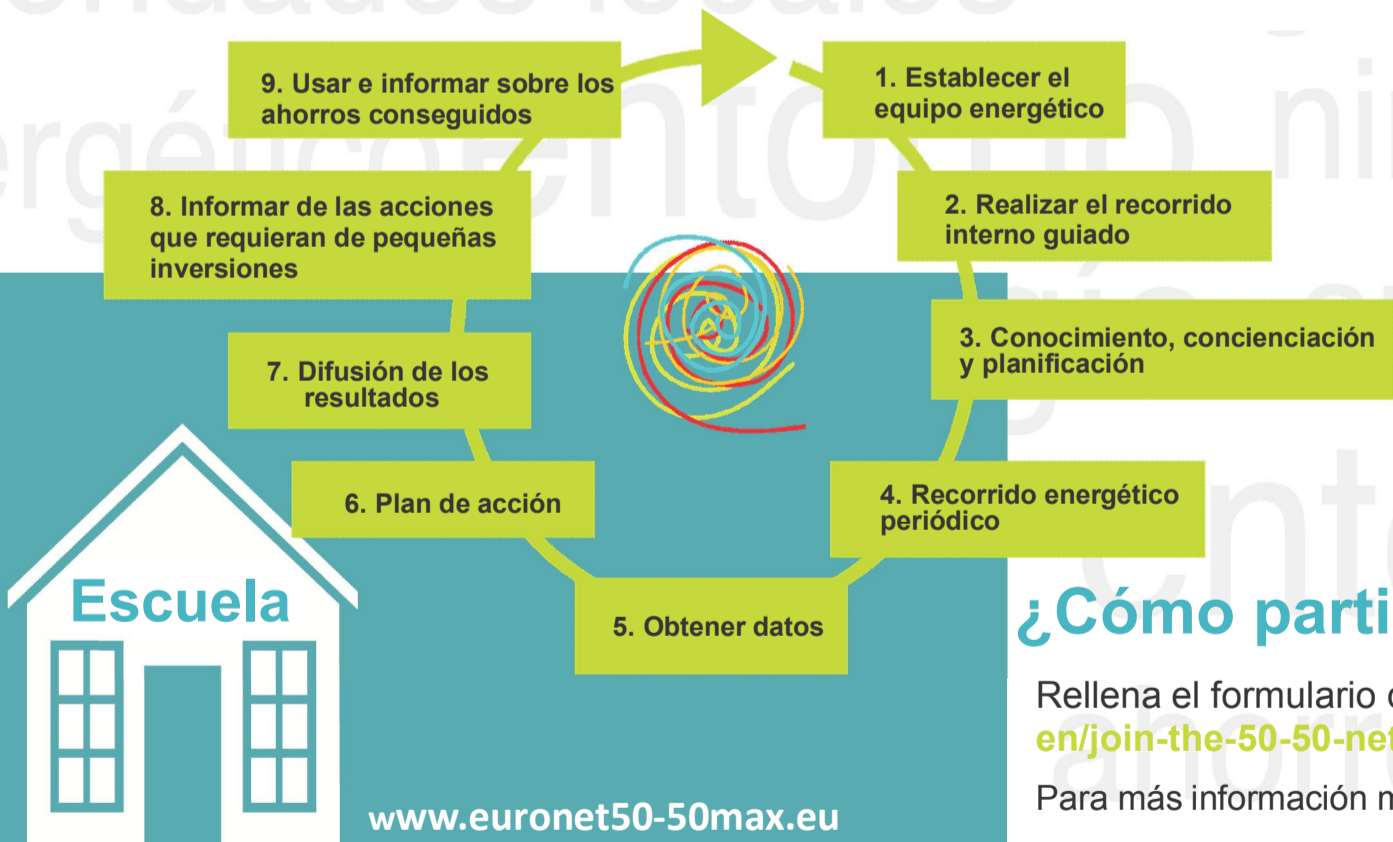 1. Establecer el
equipo energético
2. Realizar el recorrido
interno guiado
3. Conocimiento, concienciación
y planificación
4. Recorrido energético
periódico
5. Obtener datos
6. Plan de acción
7. Difusión de los
resultados
8. Informar de las acciones
que requieran de pequeñas
inversiones
9. Usar e informar sobre los
ahorros conseguidos
Escuela
www.euronet50-50max.eu
¿Cómo parti
Rellena el formulario
en/join-the-50-50-net
Para más información